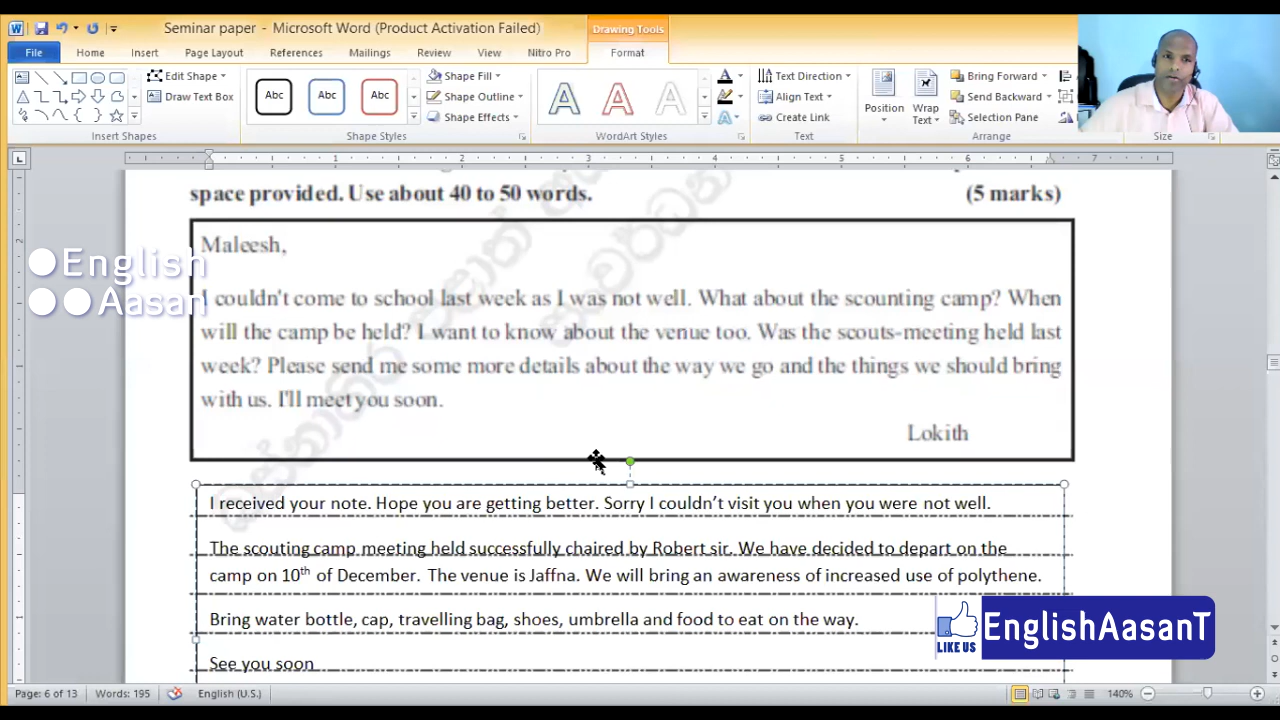 Seminar paper - Microsoft Word (Product Activation Failed)
Drawing Tools
File Home Insert Page Layout References Mailings Review View Nitro Pro Format
Edit Shape
Draw Text Box
Insert Shapes
Abc Abc Abc
Shape Fill
Shape Outline
Shape Effects
Shape Styles
A A A
WordArt Styles
Text Direction
Align Text
Create Link
Text
Position
Wrap Text
Bring Forward
Send Backward
Selection Pane
Arrange
Size
1 2 3 4 5 6 7
space provided. Use about 40 to 50 words. (5 marks)
English
Aasan
Maleesh,
I couldn't come to school last week as I was not well. What about the scounting camp? When
will the camp be held? I want to know about the venue too. Was the scouts-meeting held last
week? Please send me some more details about the way we go and the things we should bring
with us. I'll meet you soon.
Lokith
I received your note. Hope you are getting better. Sorry I couldn’t visit you when you were not well.
The scouting camp meeting held successfully chaired by Robert sir. We have decided to depart on the
camp on 10th of December. The venue is Jaffna. We will bring an awareness of increased use of polythene.
Bring water bottle, cap, travelling bag, shoes, umbrella and food to eat on the way.
See you soon
LIKE US
EnglishAasanT
Page: 6 of 13 Words: 195 English (U.S.) 140%